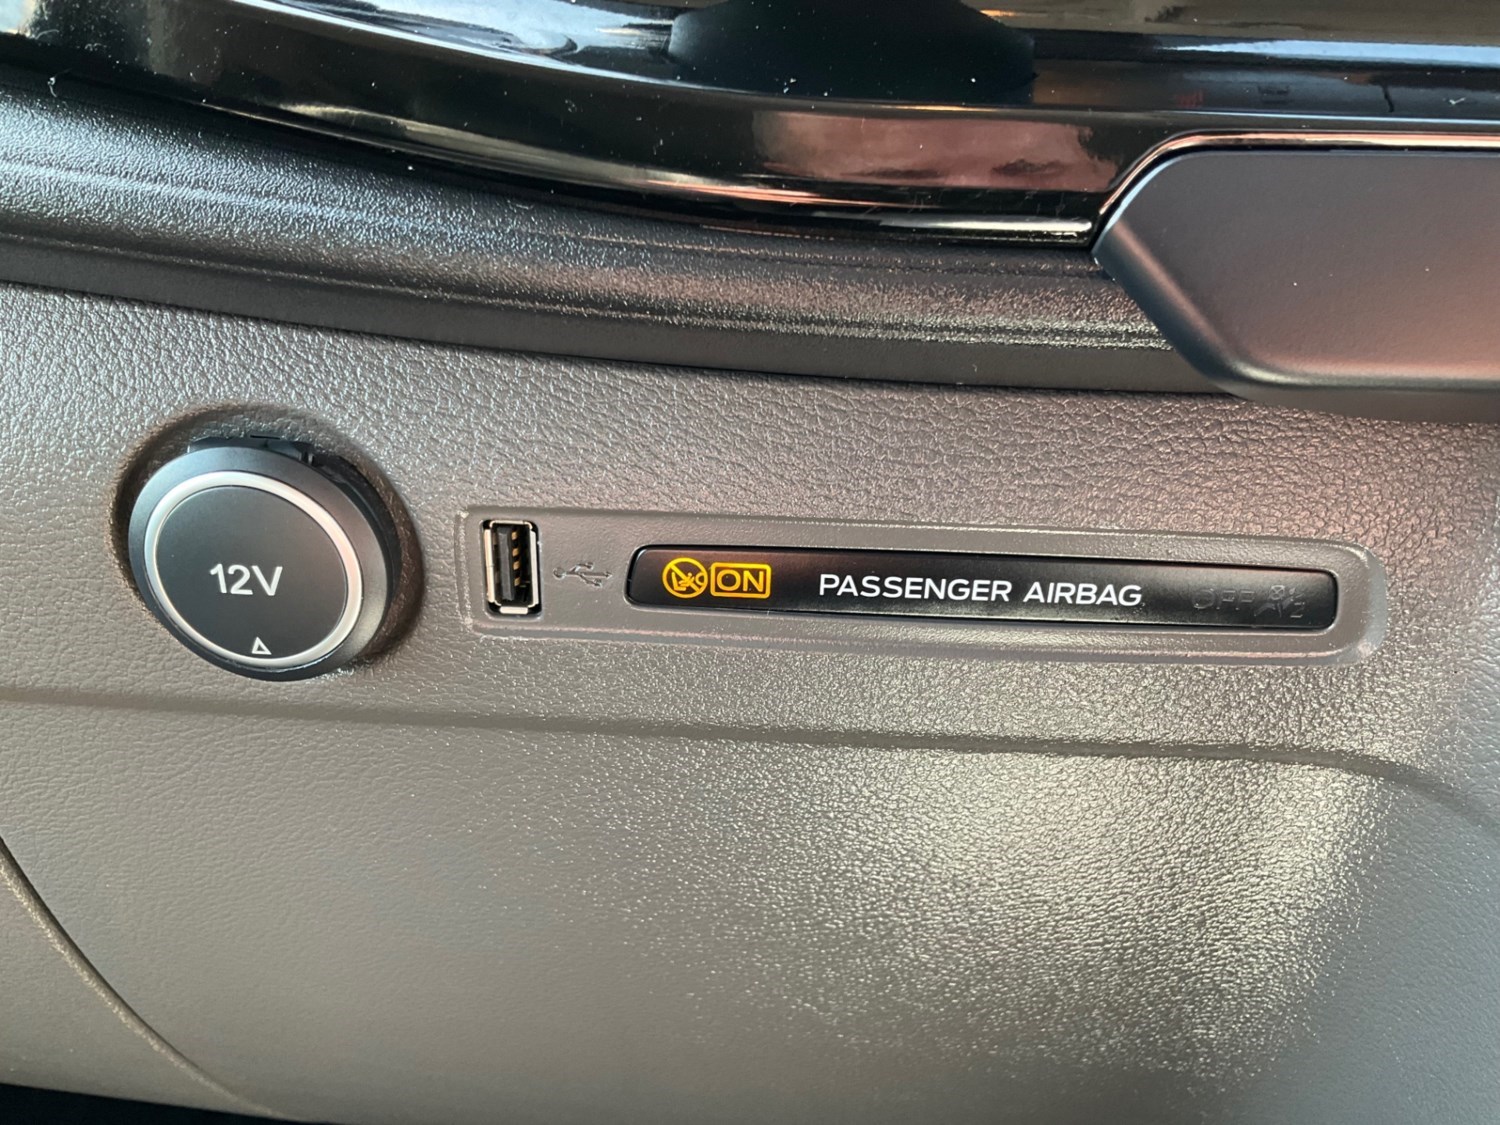 12V
ON PASSENGER AIRBAG OFF